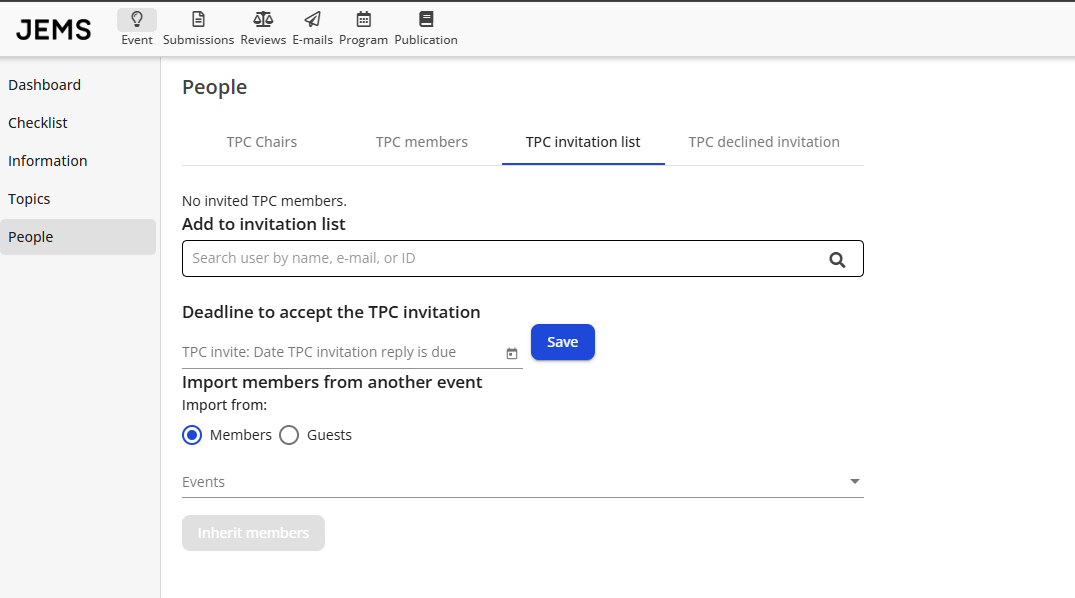 JEMS
Event Submissions Reviews E-mails Program Publication
Dashboard
Checklist
Information
Topics
People
People
TPC Chairs TPC members TPC invitation list TPC declined invitation
No invited TPC members.
Add to invitation list
Search user by name, e-mail, or ID
Deadline to accept the TPC invitation
TPC invite: Date TPC invitation reply is due
Save
Import members from another event
Import from:
Members Guests
Events
Inherit members